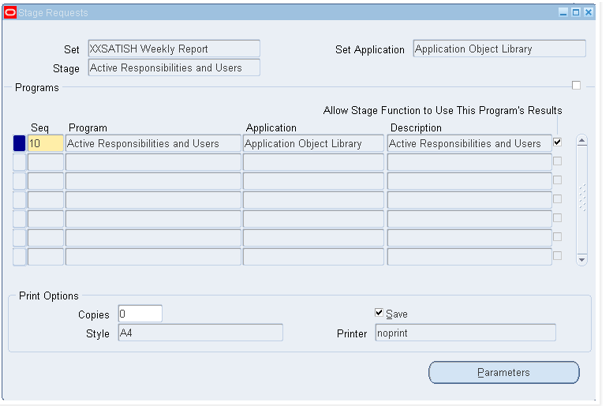 Stage Requests
Set XXSATISH Weekly Report Set Application Application Object Library
Stage Active Responsibilities and Users
Programs
Allow Stage Function to Use This Program's Results
Seq Program Application Description
10 Active Responsibilities and Users Application Object Library Active Responsibilities and Users
Print Options
Copies 0 Save
Style A4 Printer noprint
Parameters